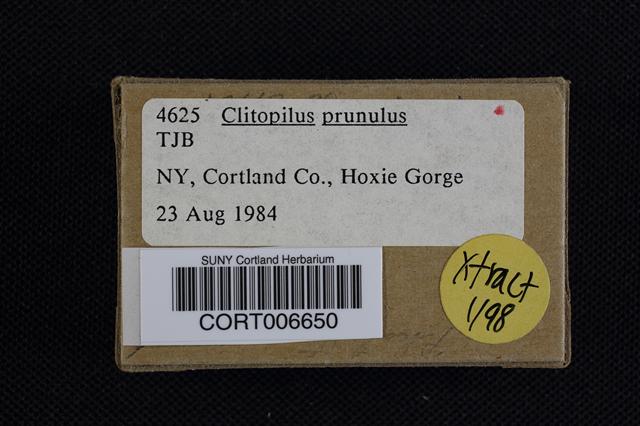 4625 Clitopilus prunulus
TJB
NY, Cortland Co., Hoxie Gorge
23 Aug 1984
SUNY Cortland Herbarium
CORT006650
Xtract
1/98